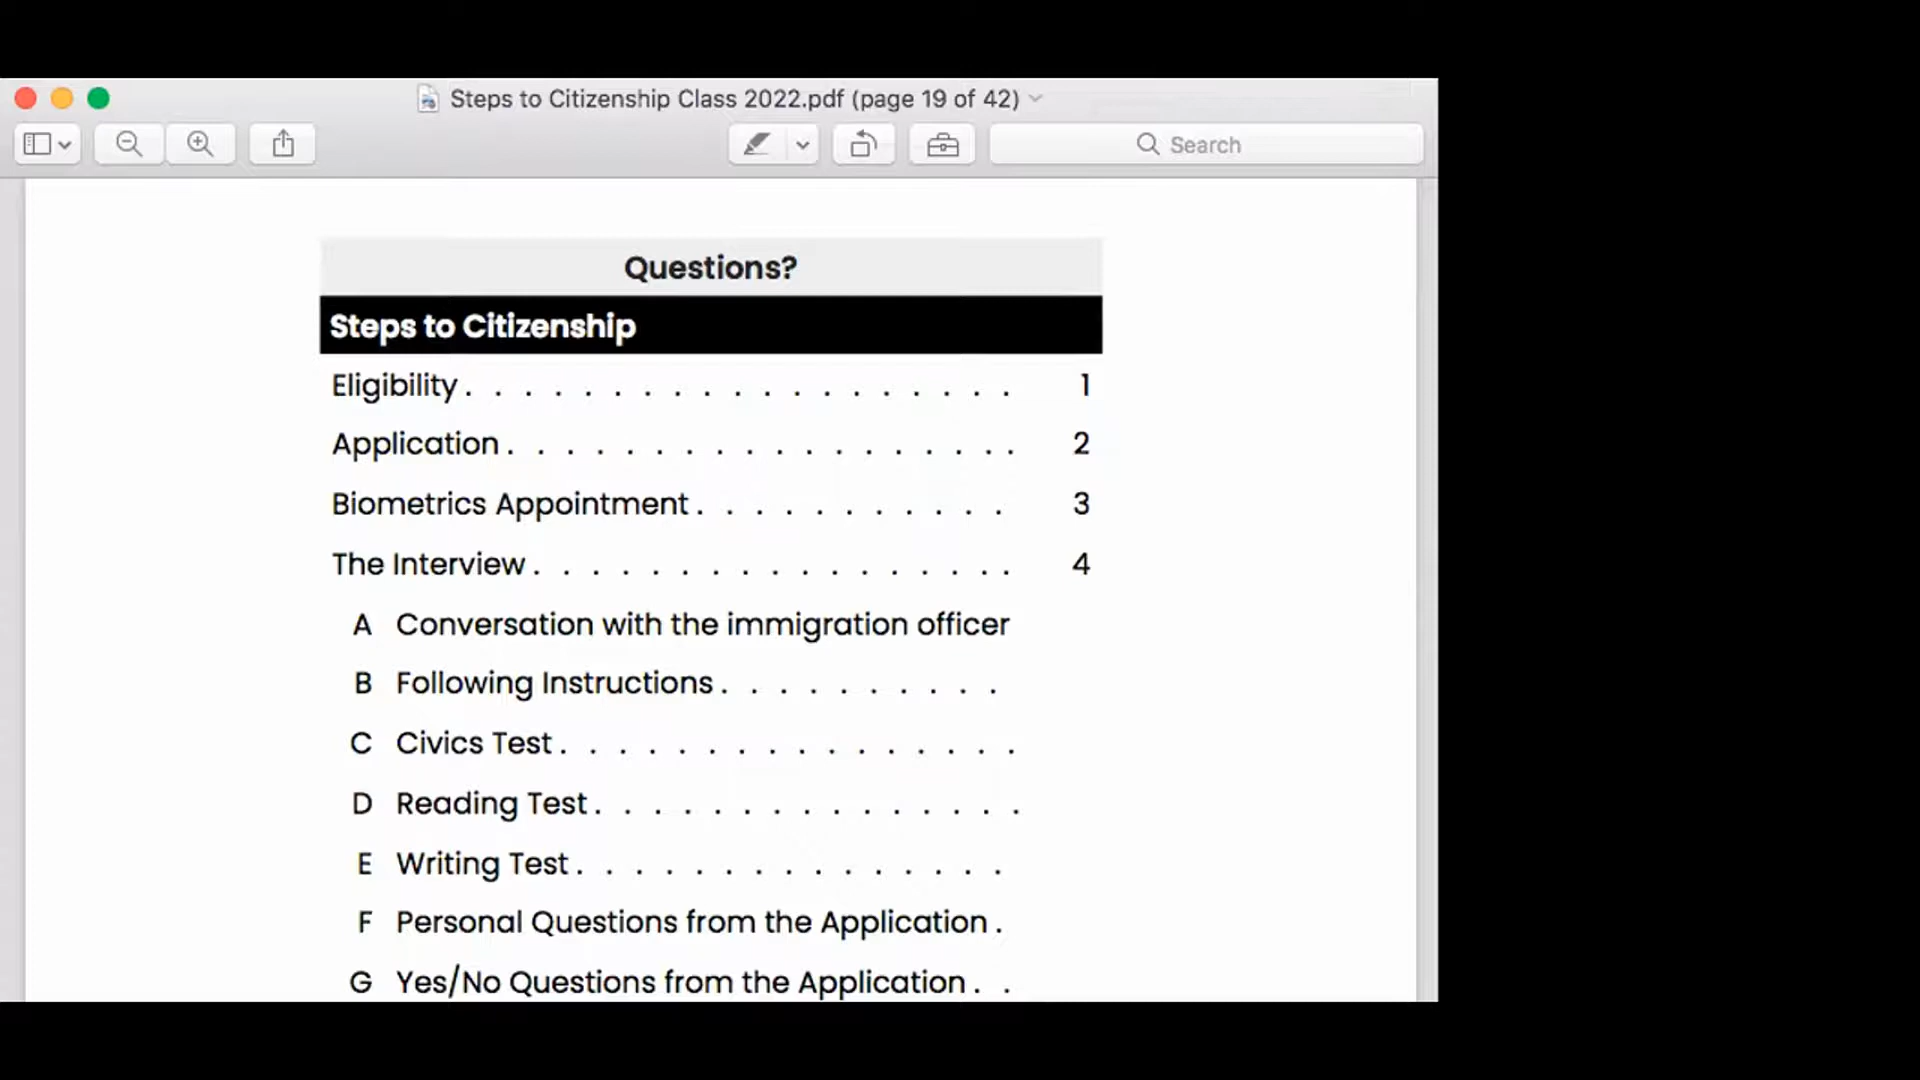 Steps to Citizenship Class 2022.pdf (page 19 of 42)
Search
Questions?
Steps to Citizenship
Eligibility . . . . . . . . . . . . . . . . . . . 1
Application . . . . . . . . . . . . . . . . . . 2
Biometrics Appointment . . . . . . . . . . . 3
The Interview . . . . . . . . . . . . . . . . . 4
A Conversation with the immigration officer
B Following Instructions . . . . . . . . . .
C Civics Test . . . . . . . . . . . . . . . .
D Reading Test . . . . . . . . . . . . . . .
E Writing Test . . . . . . . . . . . . . . .
F Personal Questions from the Application .
G Yes/No Questions from the Application . .